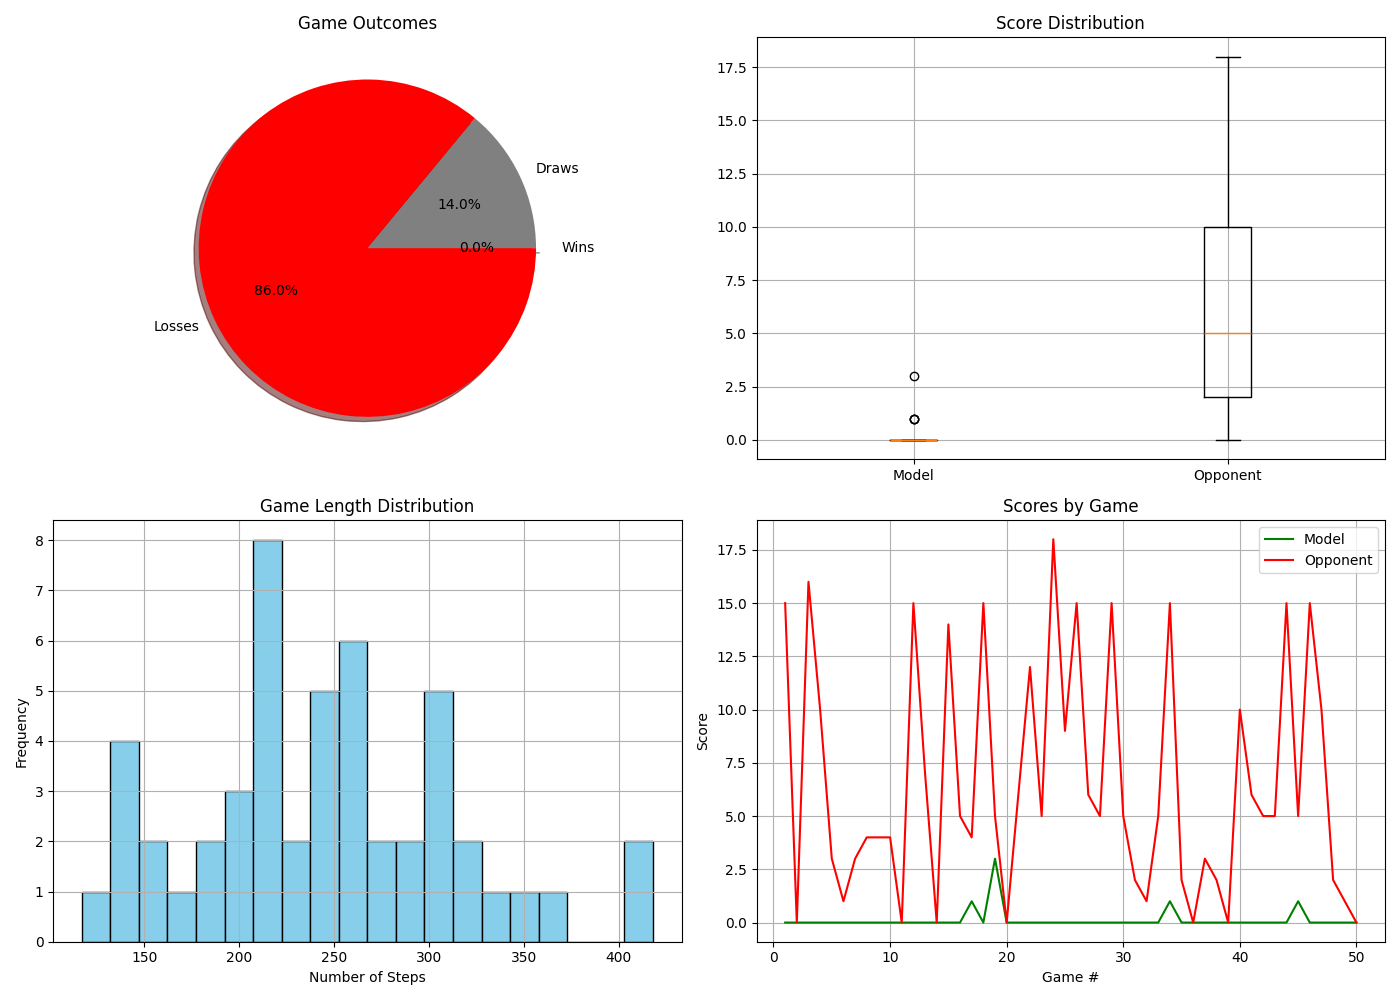 Game Outcomes
Draws
14.0%
0.0%
Wins
86.0%
Losses
Score Distribution
17.5
15.0
12.5
10.0
7.5
5.0
2.5
0.0
Model
Opponent
Game Length Distribution
Frequency
8
7
6
5
4
3
2
1
0
150
200
250
300
350
400
Number of Steps
Scores by Game
Model
Opponent
Score
17.5
15.0
12.5
10.0
7.5
5.0
2.5
0.0
0
10
20
30
40
50
Game #